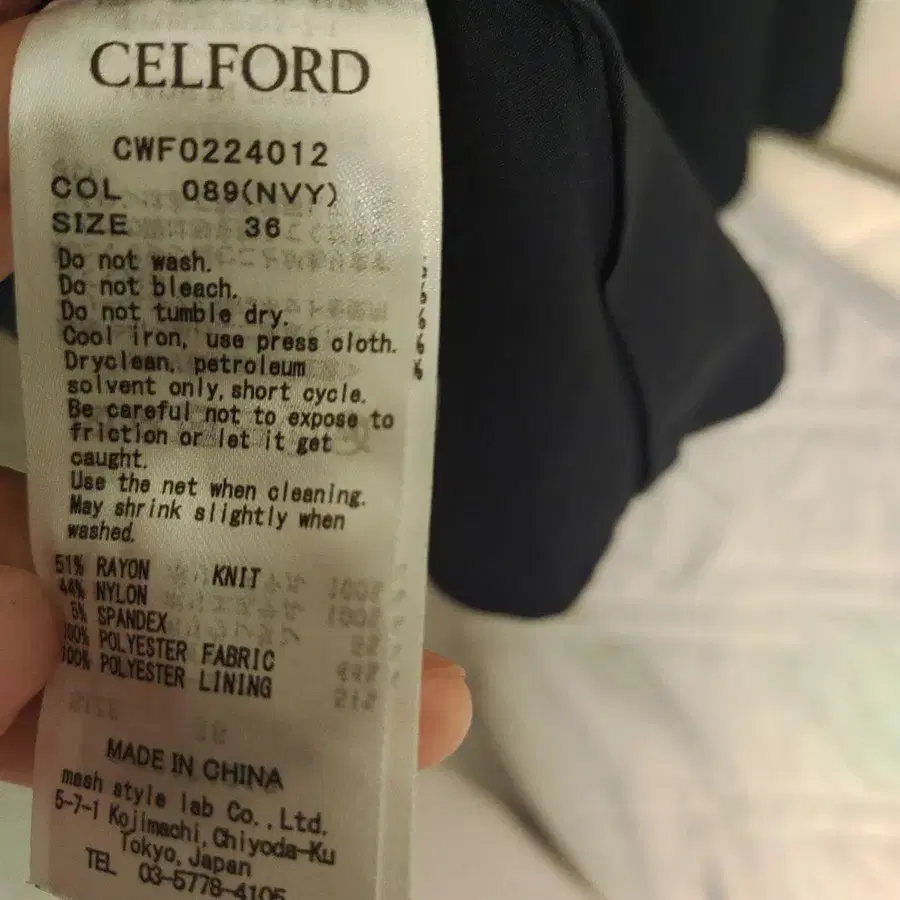 CELFORD
CWF0224012
COL 089(NVY)
SIZE 36
Do not wash.
Do not bleach.
Do not tumble dry.
Cool iron, use press cloth.
Dryclean, petroleum
solvent only, short cycle.
Be careful not to expose to
friction or let it get
caught.
Use the net when cleaning.
May shrink slightly when
washed.
51% RAYON KNIT
44% NYLON
5% SPANDEX
100% POLYESTER FABRIC
100% POLYESTER LINING
MADE IN CHINA
mash style lab Co.,Ltd.
5-7-1 Kojimachi, Chiyoda-Ku
Tokyo, Japan
TEL 03-5778-4105